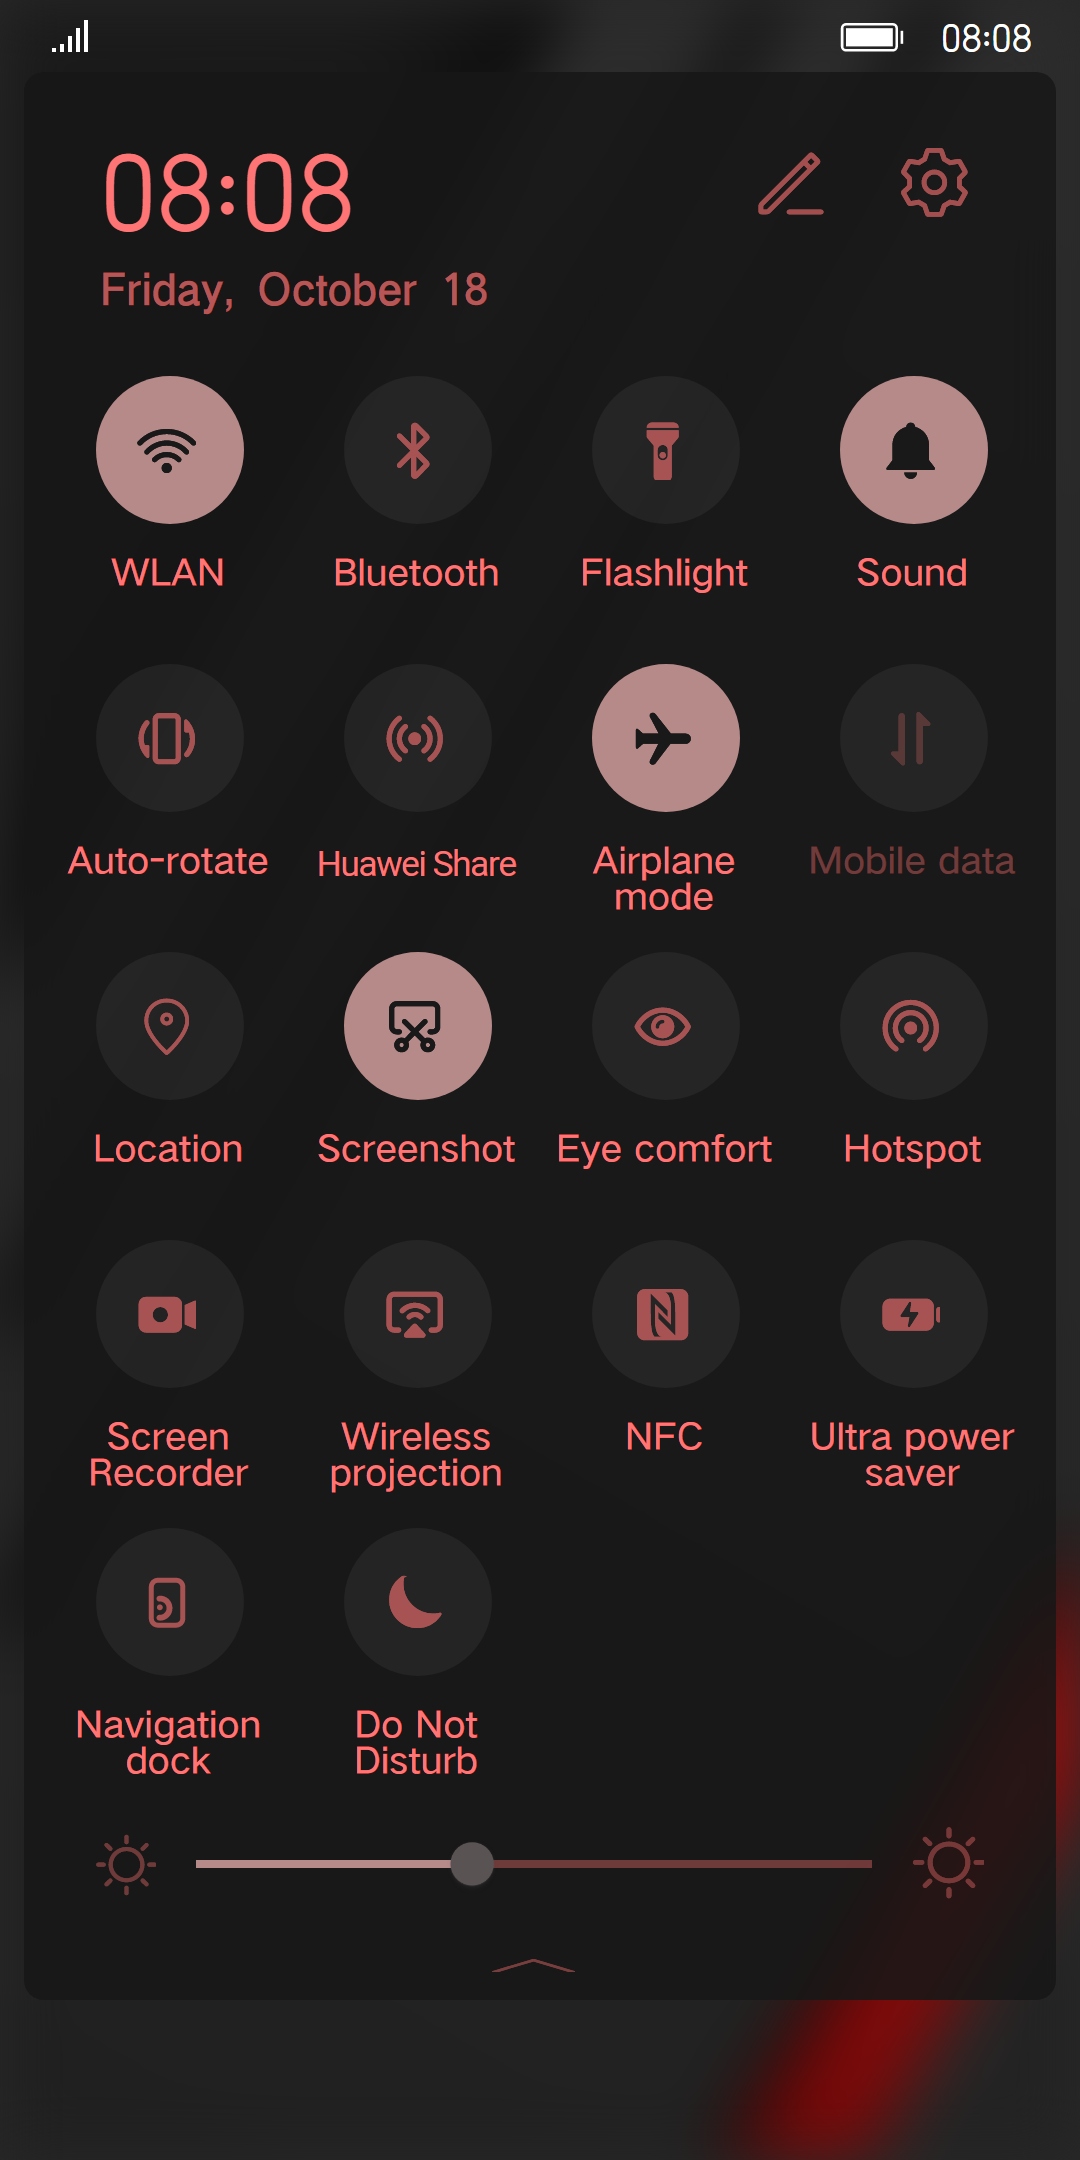 08:08
08:08
Friday, October 18
WLAN Bluetooth Flashlight Sound
Auto-rotate Huawei Share Airplane mode Mobile data
Location Screenshot Eye comfort Hotspot
Screen Recorder Wireless projection NFC Ultra power saver
Navigation dock Do Not Disturb